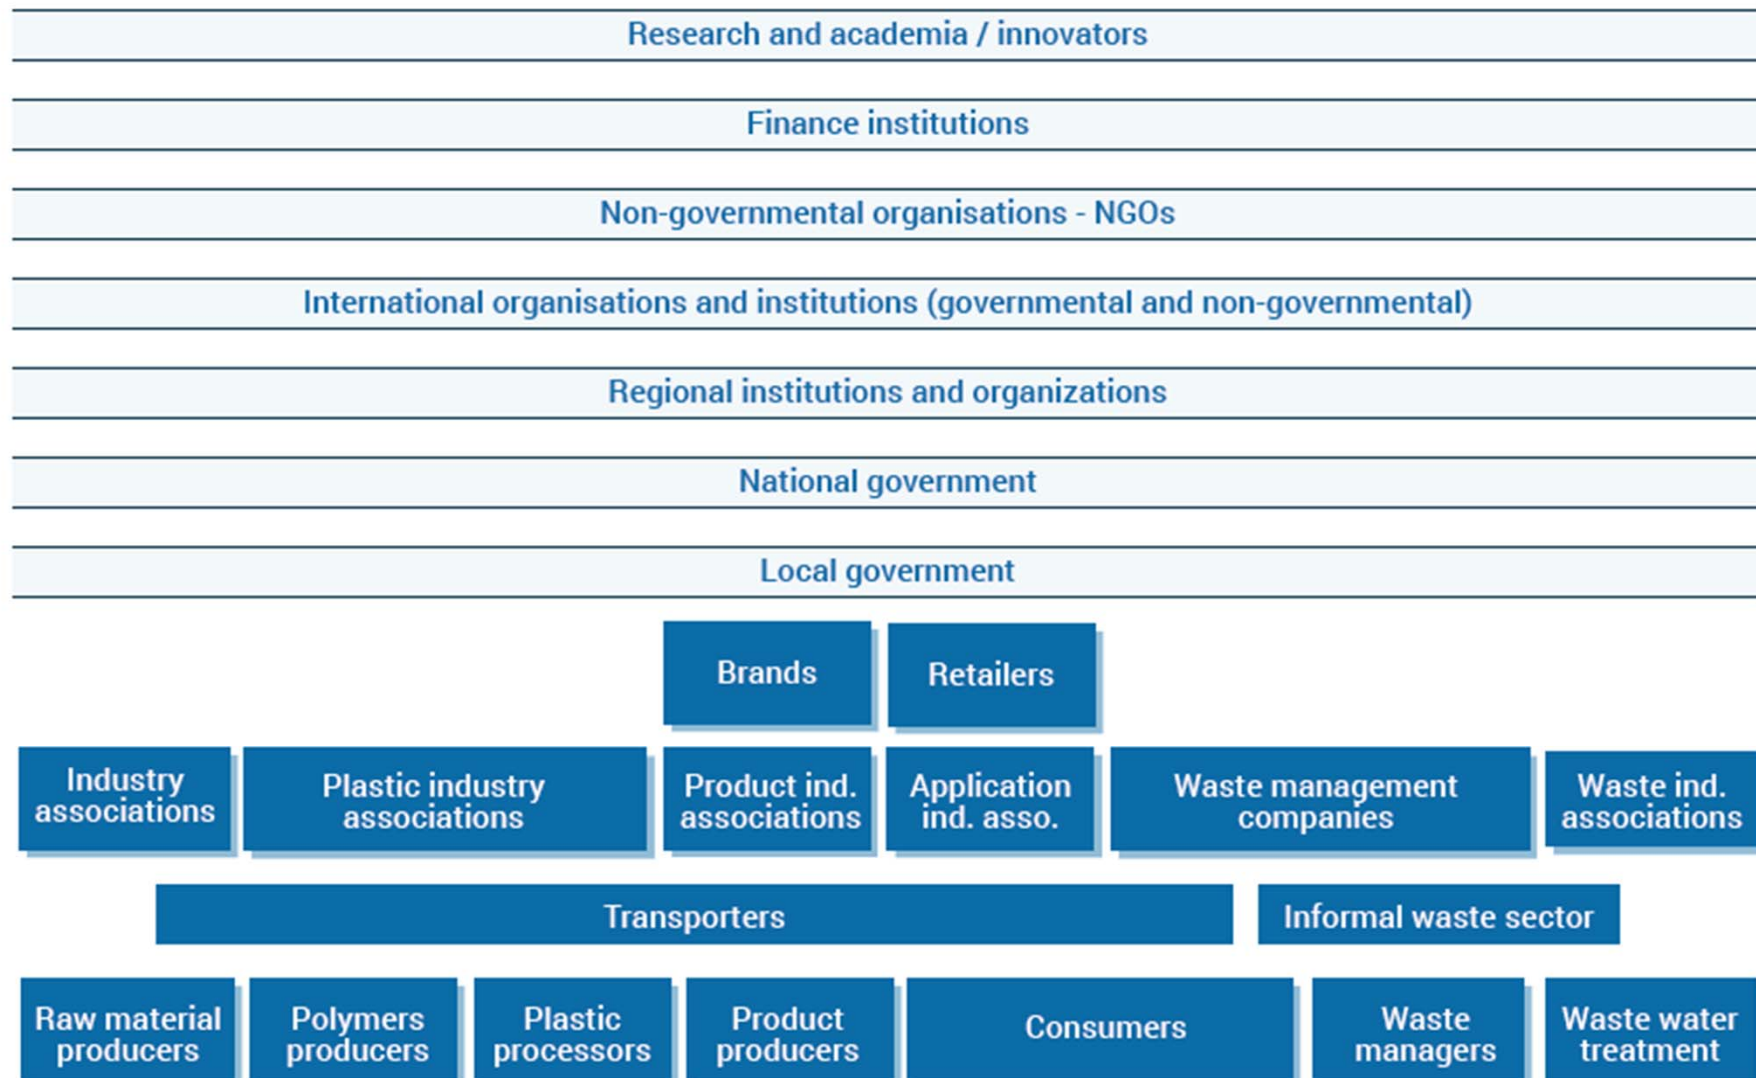 Research and academia / innovators
Finance institutions
Non-governmental organisations - NGOs
International organisations and institutions (governmental and non-governmental)
Regional institutions and organizations
National government
Local government
Brands
Retailers
Industry
associations
Plastic industry
associations
Product ind.
associations
Application
ind. asso.
Waste management
companies
Waste ind.
associations
Transporters
Informal waste sector
Raw material
producers
Polymers
producers
Plastic
processors
Product
producers
Consumers
Waste
managers
Waste water
treatment